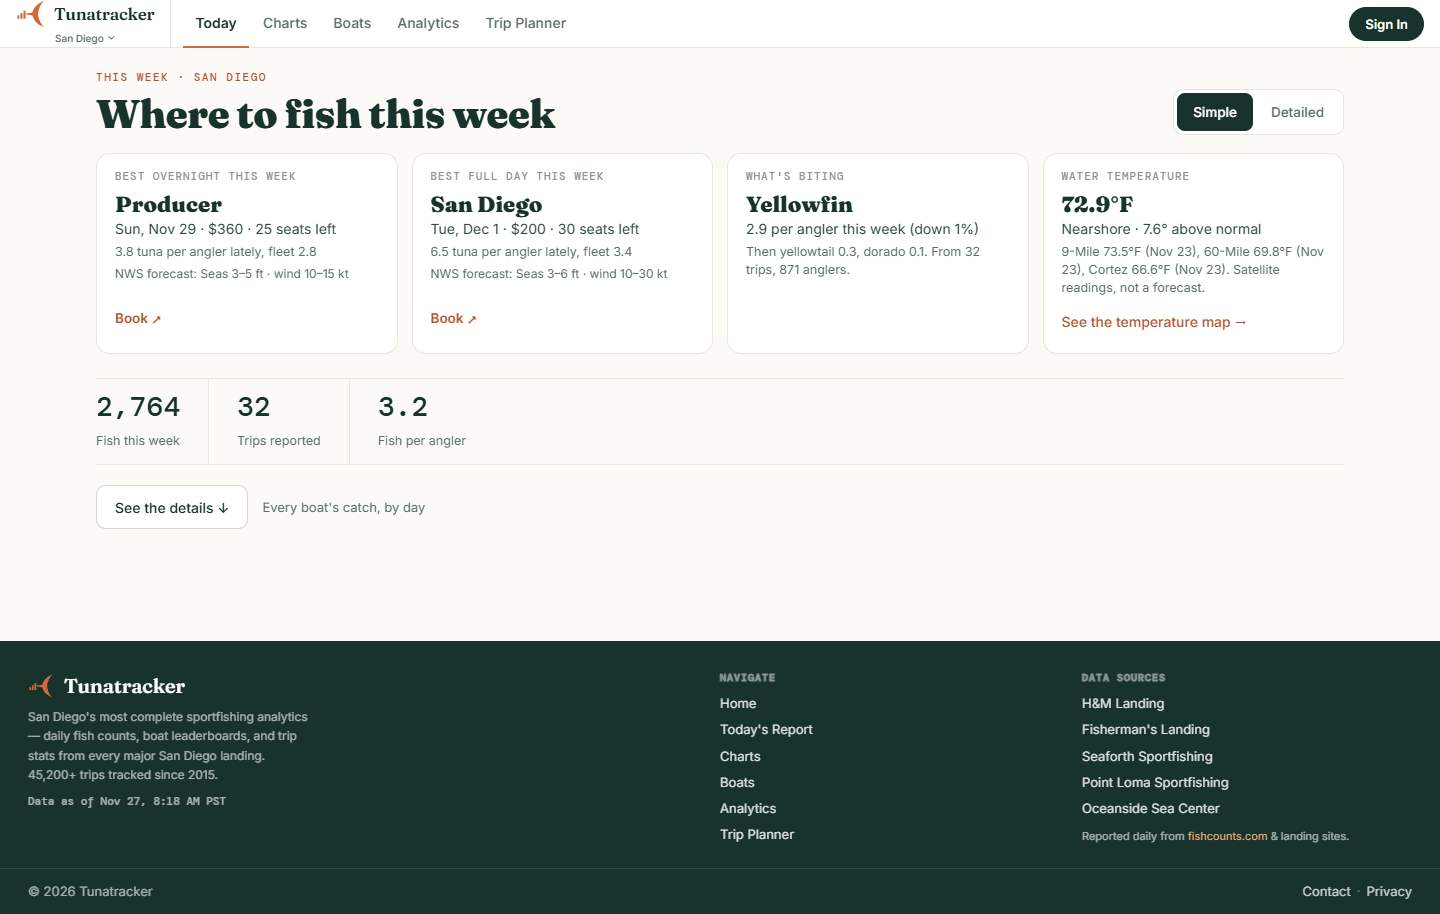 Tunatracker
San Diego
Today
Charts
Boats
Analytics
Trip Planner
Sign In
THIS WEEK · SAN DIEGO
Where to fish this week
Simple
Detailed
BEST OVERNIGHT THIS WEEK
Producer
Sun, Nov 29 · $360 · 25 seats left
3.8 tuna per angler lately, fleet 2.8
NWS forecast: Seas 3–5 ft · wind 10–15 kt
Book ↗
BEST FULL DAY THIS WEEK
San Diego
Tue, Dec 1 · $200 · 30 seats left
6.5 tuna per angler lately, fleet 3.4
NWS forecast: Seas 3–6 ft · wind 10–30 kt
Book ↗
WHAT'S BITING
Yellowfin
2.9 per angler this week (down 1%)
Then yellowtail 0.3, dorado 0.1. From 32
trips, 871 anglers.
WATER TEMPERATURE
72.9°F
Nearshore · 7.6° above normal
9-Mile 73.5°F (Nov 23), 60-Mile 69.8°F (Nov
23), Cortez 66.6°F (Nov 23). Satellite
readings, not a forecast.
See the temperature map →
2,764
Fish this week
32
Trips reported
3.2
Fish per angler
See the details ↓
Every boat's catch, by day
Tunatracker
San Diego's most complete sportfishing analytics
— daily fish counts, boat leaderboards, and trip
stats from every major San Diego landing.
45,200+ trips tracked since 2015.
Data as of Nov 27, 8:18 AM PST
NAVIGATE
Home
Today's Report
Charts
Boats
Analytics
Trip Planner
DATA SOURCES
H&M Landing
Fisherman's Landing
Seaforth Sportfishing
Point Loma Sportfishing
Oceanside Sea Center
Reported daily from fishcounts.com & landing sites.
© 2026 Tunatracker
Contact · Privacy